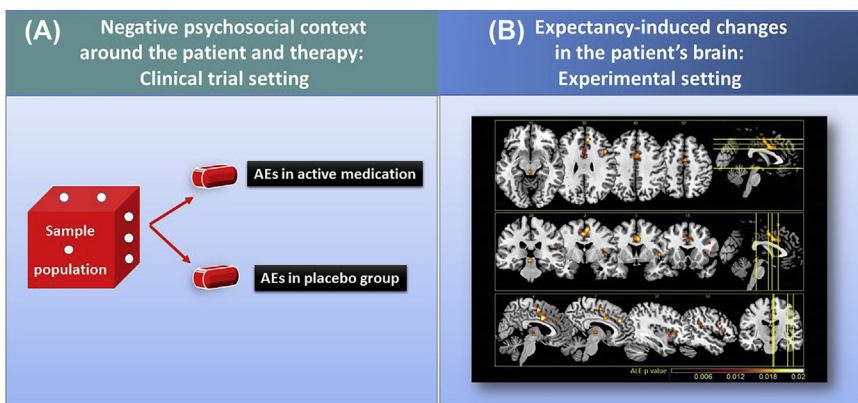 (A) Negative psychosocial context
around the patient and therapy:
Clinical trial setting
AEs in active medication
Sample
population
AEs in placebo group
(B) Expectancy-induced changes
in the patient's brain:
Experimental setting
ALE p value
0.006 0.012 0.018 0.02